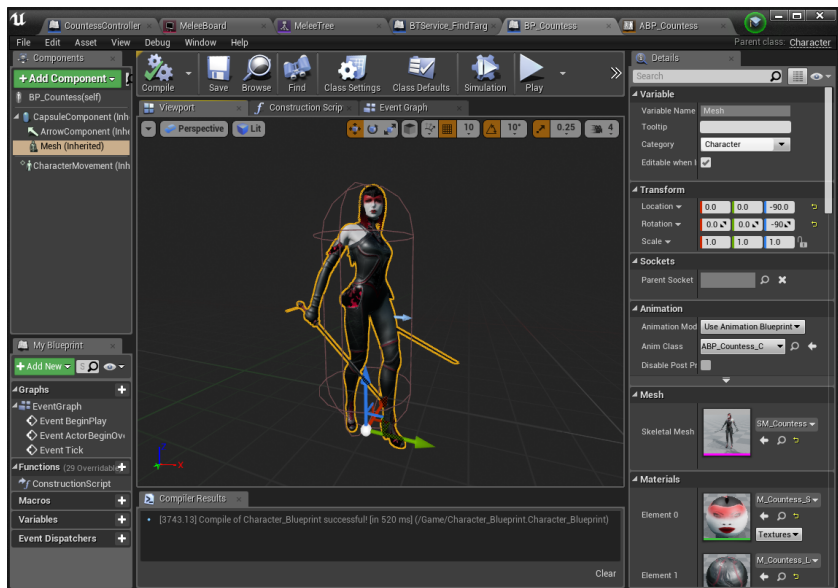 CountessController
MeleeBoard
MeleeTree
BTService_FindTarg
BP_Countess
ABP_Countess
File Edit Asset View Debug Window Help
Parent class: Character
Components
+Add Component
BP_Countess(self)
CapsuleComponent (Inh
ArrowComponent (Inhe
Mesh (Inherited)
CharacterMovement (Inh
Compile
Save
Browse
Find
Class Settings
Class Defaults
Simulation
Play
Viewport
Construction Scrip
Event Graph
Perspective
Lit
10
10°
0.25
4
X
My Blueprint
+Add New
Graphs
EventGraph
Event BeginPlay
Event ActorBeginOve
Event Tick
Functions (29 Overridable
ConstructionScript
Macros
Variables
Event Dispatchers
Compiler Results
[3743.13] Compile of Character_Blueprint successful! [in 520 ms] (/Game/Character_Blueprint.Character_Blueprint)
Clear
Details
Search
Variable
Variable Name Mesh
Tooltip
Category Character
Editable when I
Transform
Location 0.0 0.0 -90.0
Rotation 0.0 0.0 -90
Scale 1.0 1.0 1.0
Sockets
Parent Socket
Animation
Animation Mod Use Animation Blueprint
Anim Class ABP_Countess_C
Disable Post Pr
Mesh
Skeletal Mesh SM_Countess
Materials
Element 0 M_Countess_S
Textures
Element 1 M_Countess_L